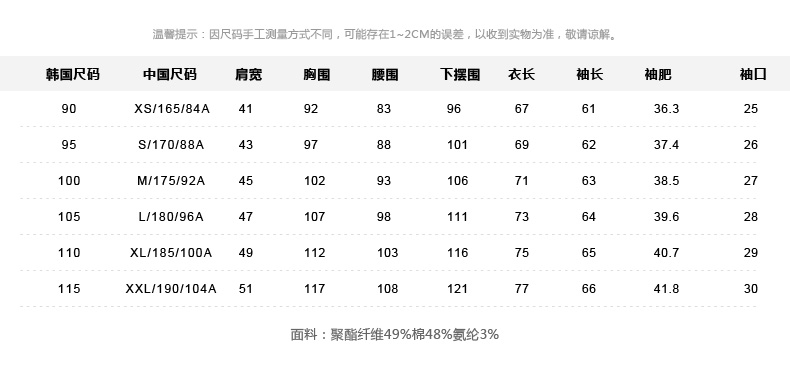 温馨提示：因尺码手工测量方式不同，可能存在1~2CM的误差，以收到实物为准，敬请谅解。
韩国尺码 中国尺码 肩宽 胸围 腰围 下摆围 衣长 袖长 袖肥 袖口
90 XS/165/84A 41 92 83 96 67 61 36.3 25
95 S/170/88A 43 97 88 101 69 62 37.4 26
100 M/175/92A 45 102 93 106 71 63 38.5 27
105 L/180/96A 47 107 98 111 73 64 39.6 28
110 XL/185/100A 49 112 103 116 75 65 40.7 29
115 XXL/190/104A 51 117 108 121 77 66 41.8 30
面料：聚酯纤维49%棉48%氨纶3%